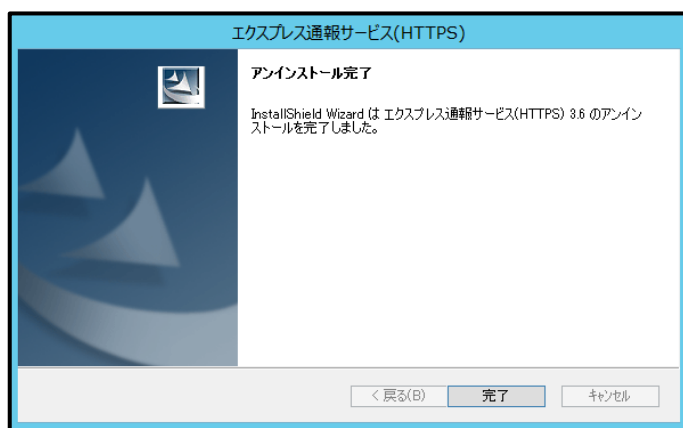 エクスプレス通報サービス(HTTPS)
アンインストール完了
InstallShield Wizard は エクスプレス通報サービス(HTTPS) 3.6 のアンイン
ストールを完了しました。
< 戻る(B)
完了
キャンセル